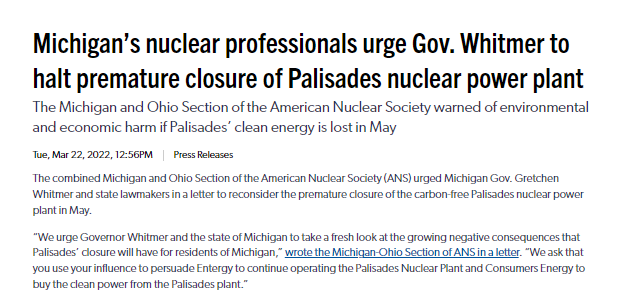 Michigan's nuclear professionals urge Gov. Whitmer to
halt premature closure of Palisades nuclear power plant
The Michigan and Ohio Section of the American Nuclear Society warned of environmental
and economic harm if Palisades' clean energy is lost in May
Tue, Mar 22, 2022, 12:56PM | Press Releases
The combined Michigan and Ohio Section of the American Nuclear Society (ANS) urged Michigan Gov. Gretchen
Whitmer and state lawmakers in a letter to reconsider the premature closure of the carbon-free Palisades nuclear power
plant in May.
"We urge Governor Whitmer and the state of Michigan to take a fresh look at the growing negative consequences that
Palisades' closure will have for residents of Michigan," wrote the Michigan-Ohio Section of ANS in a letter. "We ask that
you use your influence to persuade Entergy to continue operating the Palisades Nuclear Plant and Consumers Energy to
buy the clean power from the Palisades plant."